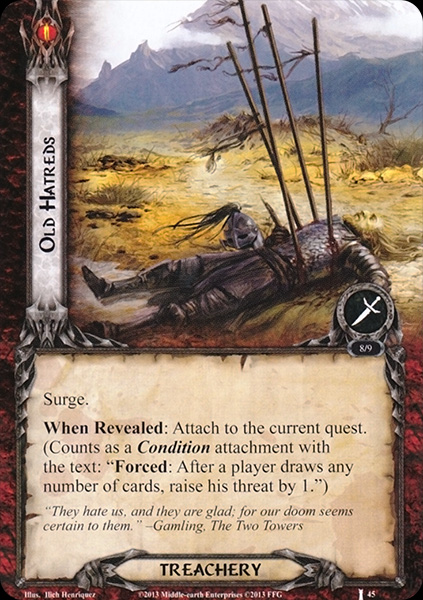 OLD HATREDS
8/9
Surge.
When Revealed: Attach to the current quest.
(Counts as a Condition attachment with
the text: “Forced: After a player draws any
number of cards, raise his threat by 1.”)
“They hate us, and they are glad; for our doom seems
certain to them.” –Gamling, The Two Towers
TREACHERY
Illus. Ilich Henriquez
©2013 Middle-earth Enterprises ©2013 FFG
45